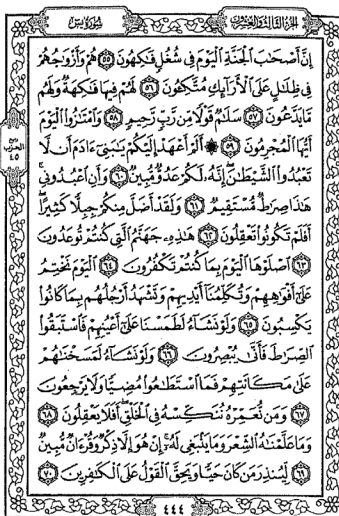 الجزء الثالث والعشرون
سورة يس
إِنَّ أَصْحَٰبَ ٱلْجَنَّةِ ٱلْيَوْمَ فِى شُغُلٍ فَٰكِهُونَ ٥٥ هُمْ وَأَزْوَٰجُهُمْ
فِى ظِلَٰلٍ عَلَى ٱلْأَرَآئِكِ مُتَّكِـُٔونَ ٥٦ لَهُمْ فِيهَا فَٰكِهَةٌ وَلَهُم
مَّا يَدَّعُونَ ٥٧ سَلَٰمٌ قَوْلًا مِّن رَّبٍّ رَّحِيمٍ ٥٨ وَٱمْتَٰزُوا۟ ٱلْيَوْمَ
أَيُّهَا ٱلْمُجْرِمُونَ ٥٩ ۞ أَلَمْ أَعْهَدْ إِلَيْكُمْ يَٰبَنِىٓ ءَادَمَ أَن لَّا
تَعْبُدُوا۟ ٱلشَّيْطَٰنَ إِنَّهُۥ لَكُمْ عَدُوٌّ مُّبِينٌ ٦٠ وَأَنِ ٱعْبُدُونِى
هَٰذَا صِرَٰطٌ مُّسْتَقِيمٌ ٦١ وَلَقَدْ أَضَلَّ مِنكُمْ جِبِلًّا كَثِيرًا
أَفَلَمْ تَكُونُوا۟ تَعْقِلُونَ ٦٢ هَٰذِهِۦ جَهَنَّمُ ٱلَّتِى كُنتُمْ تُوعَدُونَ
٦٣ ٱصْلَوْهَا ٱلْيَوْمَ بِمَا كُنتُمْ تَكْفُرُونَ ٦٤ ٱلْيَوْمَ نَخْتِمُ
عَلَىٰٓ أَفْوَٰهِهِمْ وَتُكَلِّمُنَآ أَيْدِيهِمْ وَتَشْهَدُ أَرْجُلُهُم بِمَا كَانُوا۟
يَكْسِبُونَ ٦٥ وَلَوْ نَشَآءُ لَطَمَسْنَا عَلَىٰٓ أَعْيُنِهِمْ فَٱسْتَبَقُوا۟
ٱلصِّرَٰطَ فَأَنَّىٰ يُبْصِرُونَ ٦٦ وَلَوْ نَشَآءُ لَمَسَخْنَٰهُمْ
عَلَىٰ مَكَانَتِهِمْ فَمَا ٱسْتَطَٰعُوا۟ مُضِيًّا وَلَا يَرْجِعُونَ
٦٧ وَمَن نُّعَمِّرْهُ نُنَكِّسْهُ فِى ٱلْخَلْقِ أَفَلَا يَعْقِلُونَ ٦٨
وَمَا عَلَّمْنَٰهُ ٱلشِّعْرَ وَمَا يَنۢبَغِى لَهُۥٓ إِنْ هُوَ إِلَّا ذِكْرٌ وَقُرْءَانٌ مُّبِينٌ
٦٩ لِّيُنذِرَ مَن كَانَ حَيًّا وَيَحِقَّ ٱلْقَوْلُ عَلَى ٱلْكَٰفِرِينَ ٧٠
الحزب
٤٥
٤٤٤